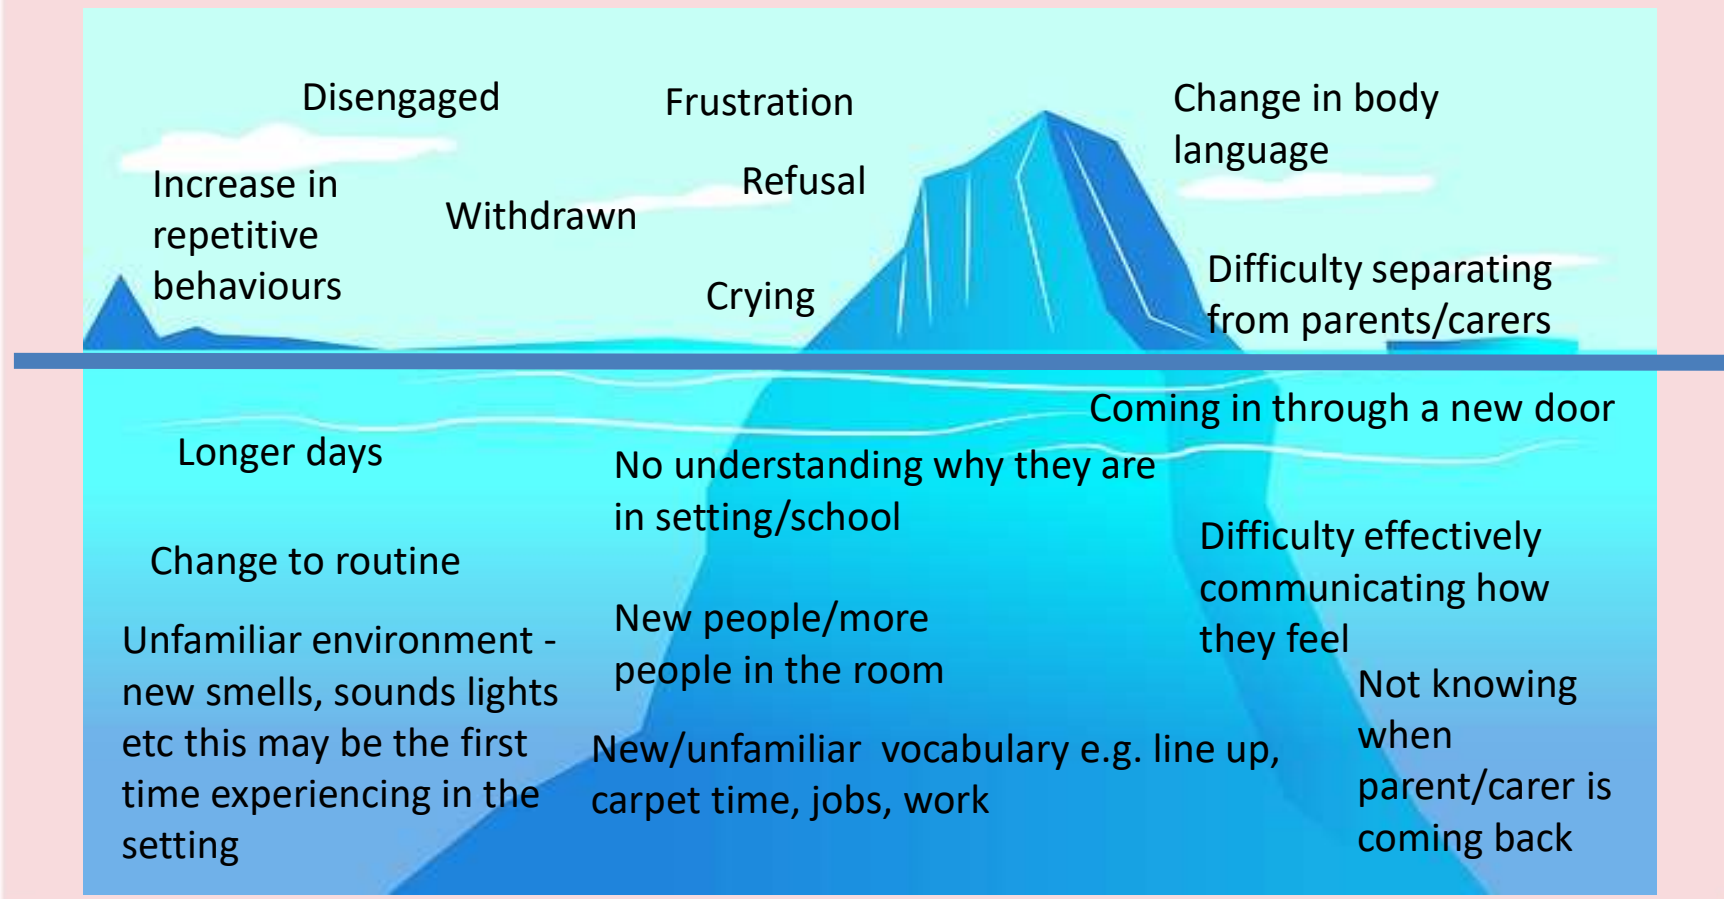 Disengaged
Frustration
Change in body
language
Increase in
repetitive
behaviours
Withdrawn
Refusal
Crying
Difficulty separating
from parents/carers
Coming in through a new door
Longer days
No understanding why they are
in setting/school
Change to routine
Difficulty effectively
communicating how
they feel
New people/more
people in the room
Unfamiliar environment -
new smells, sounds lights
etc this may be the first
time experiencing in the
setting
New/unfamiliar  vocabulary e.g. line up,
carpet time, jobs, work
Not knowing
when
parent/carer is
coming back